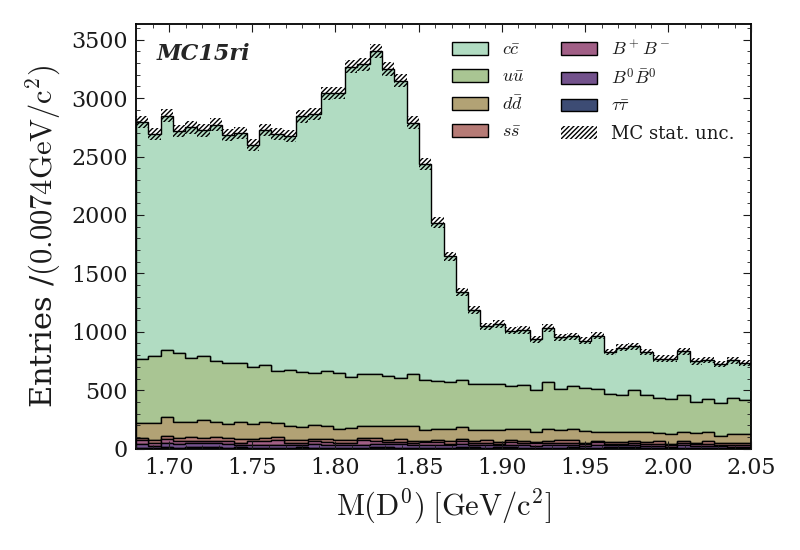 MC15ri
cc̄
uū
dd̄
ss̄
B⁺B⁻
B⁰B̄⁰
ττ̄
MC stat. unc.
Entries /(0.0074GeV/c²)
3500
3000
2500
2000
1500
1000
500
0
1.70 1.75 1.80 1.85 1.90 1.95 2.00 2.05
M(D⁰) [GeV/c²]